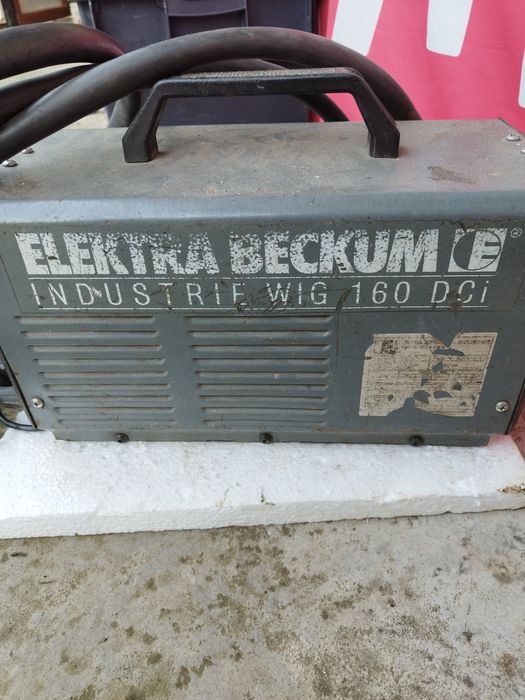 ELEKTRA BECKUM E ®
INDUSTRIE WIG 160 DCi